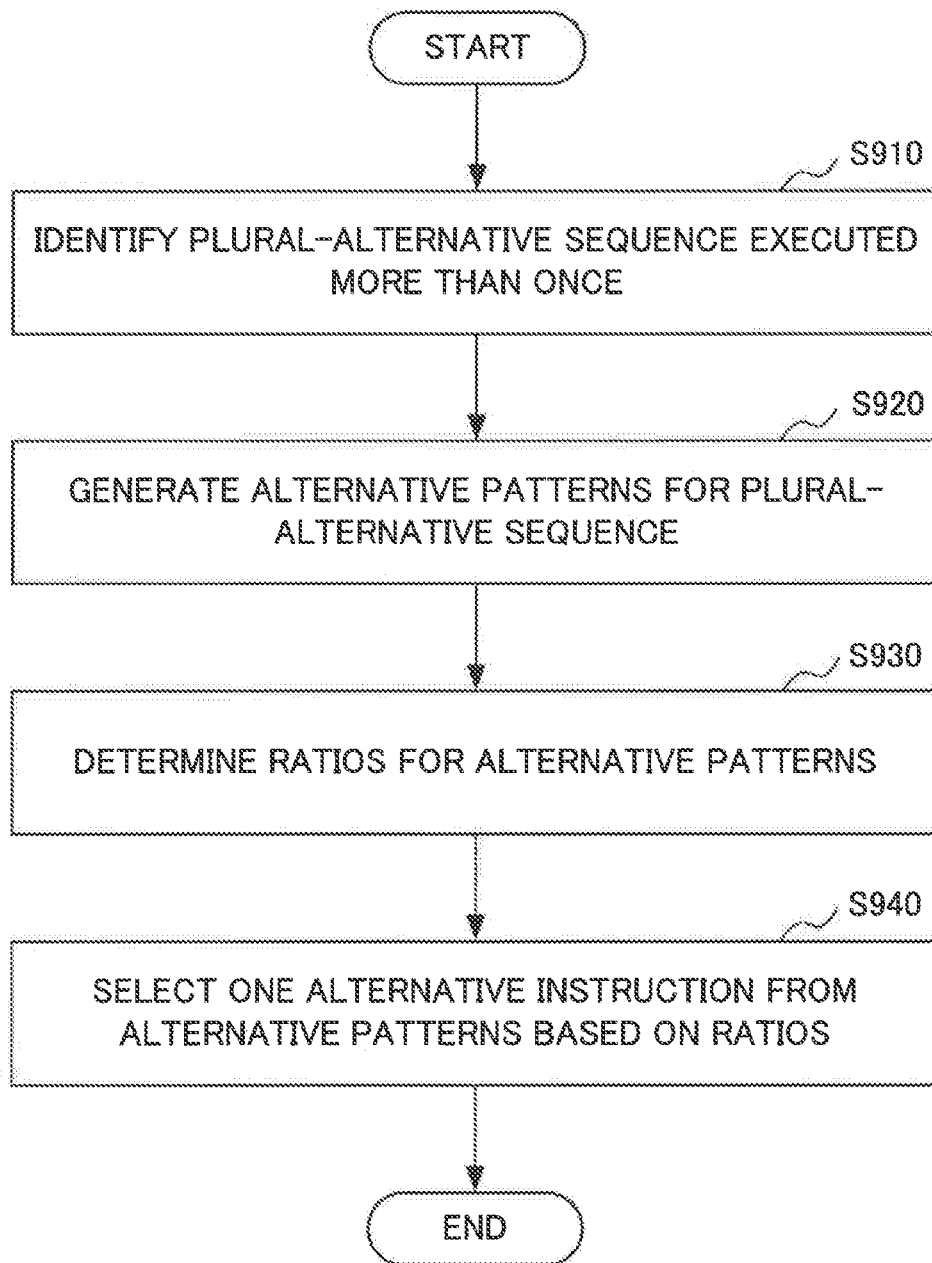 START
S910
IDENTIFY PLURAL-ALTERNATIVE SEQUENCE EXECUTED
MORE THAN ONCE
S920
GENERATE ALTERNATIVE PATTERNS FOR PLURAL-
ALTERNATIVE SEQUENCE
S930
DETERMINE RATIOS FOR ALTERNATIVE PATTERNS
S940
SELECT ONE ALTERNATIVE INSTRUCTION FROM
ALTERNATIVE PATTERNS BASED ON RATIOS
END